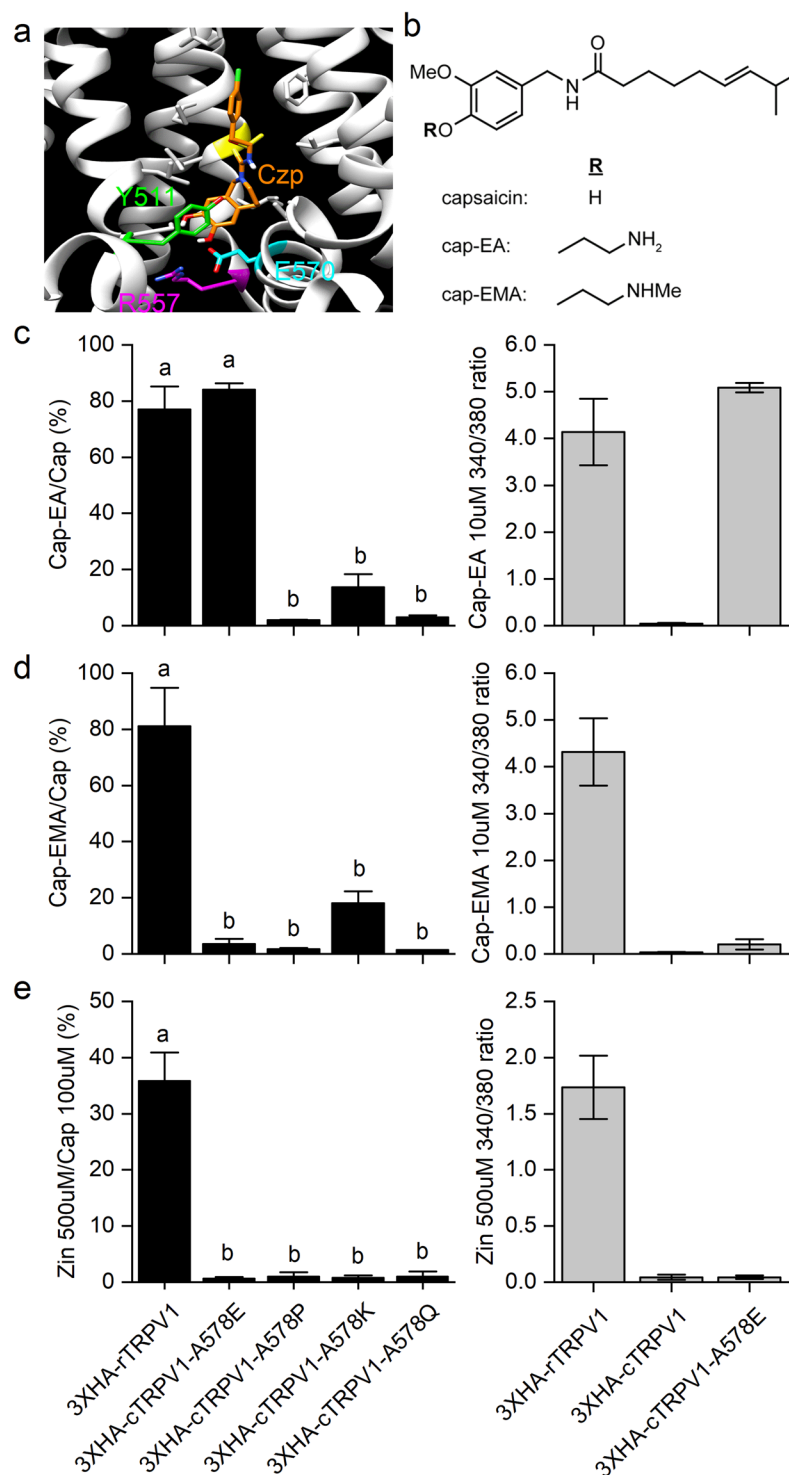 a
Czp
Y511
E570
R557
b
O
MeO
N
H
RO
R
capsaicin: H
cap-EA: NH2
cap-EMA: NHMe
c
Cap-EA/Cap (%)
100
80
60
40
20
0
a
a
b
b
b
Cap-EA 10uM 340/380 ratio
6.0
5.0
4.0
3.0
2.0
1.0
0.0
d
Cap-EMA/Cap (%)
100
80
60
40
20
0
a
b
b
b
b
Cap-EMA 10uM 340/380 ratio
6.0
5.0
4.0
3.0
2.0
1.0
0.0
e
Zin 500uM/Cap 100uM (%)
50
40
30
20
10
0
a
b
b
b
b
Zin 500uM 340/380 ratio
2.5
2.0
1.5
1.0
0.5
0.0
3XHA-rTRPV1
3XHA-cTRPV1-A578E
3XHA-cTRPV1-A578P
3XHA-cTRPV1-A578K
3XHA-cTRPV1-A578Q
3XHA-rTRPV1
3XHA-cTRPV1
3XHA-cTRPV1-A578E